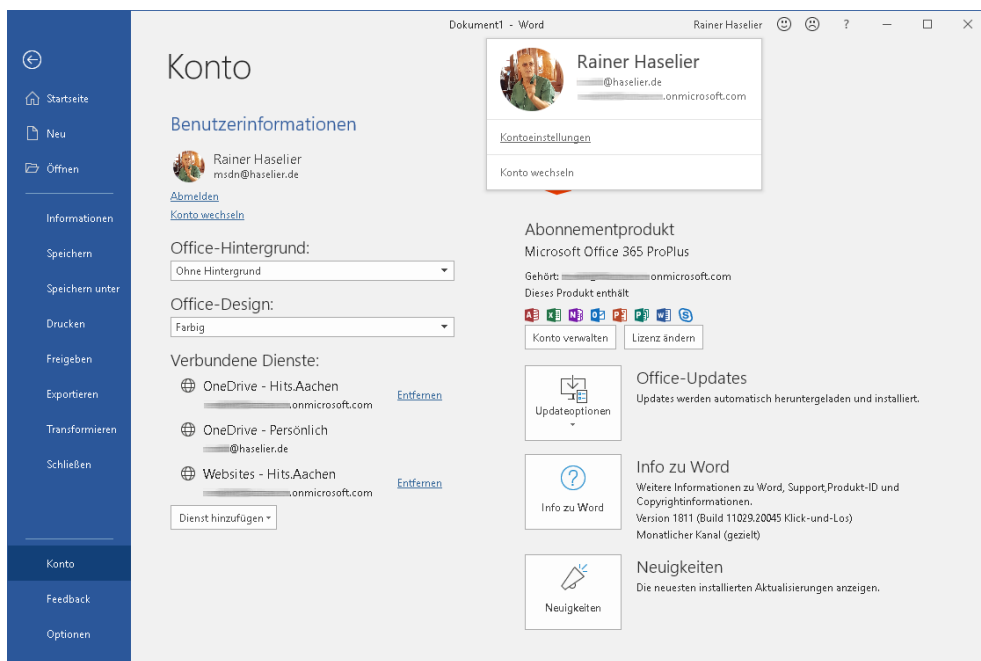 Dokument1 - Word
Rainer Haselier
?
Startseite
Neu
Öffnen
Informationen
Speichern
Speichern unter
Drucken
Freigeben
Exportieren
Transformieren
Schließen
Konto
Feedback
Optionen
Konto
Benutzerinformationen
Rainer Haselier
msdn@haselier.de
Abmelden
Konto wechseln
Office-Hintergrund:
Ohne Hintergrund
Office-Design:
Farbig
Verbundene Dienste:
OneDrive - Hits.Aachen
.onmicrosoft.com
Entfernen
OneDrive - Persönlich
@haselier.de
Websites - Hits.Aachen
.onmicrosoft.com
Entfernen
Dienst hinzufügen
Rainer Haselier
@haselier.de
.onmicrosoft.com
Kontoeinstellungen
Konto wechseln
Abonnementprodukt
Microsoft Office 365 ProPlus
Gehört: onmicrosoft.com
Dieses Produkt enthält
Konto verwalten
Lizenz ändern
Updateoptionen
Office-Updates
Updates werden automatisch heruntergeladen und installiert.
Info zu Word
Info zu Word
Weitere Informationen zu Word, Support,Produkt-ID und
Copyrightinformationen.
Version 1811 (Build 11029.20045 Klick-und-Los)
Monatlicher Kanal (gezielt)
Neuigkeiten
Neuigkeiten
Die neuesten installierten Aktualisierungen anzeigen.